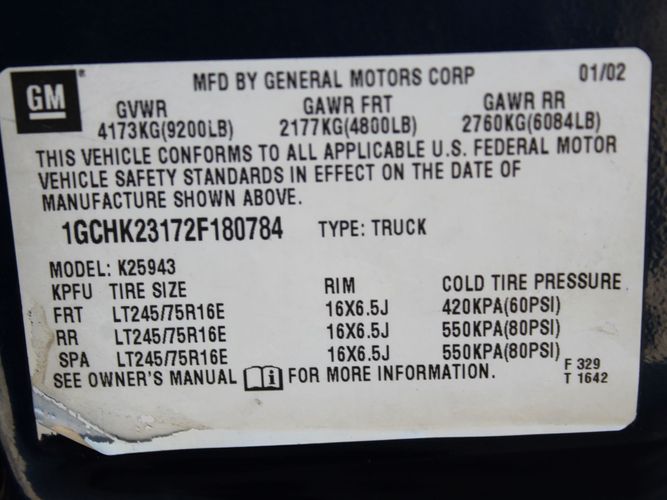 GM ® MFD BY GENERAL MOTORS CORP 01/02
GVWR GAWR FRT GAWR RR
4173KG(9200LB) 2177KG(4800LB) 2760KG(6084LB)
THIS VEHICLE CONFORMS TO ALL APPLICABLE U.S. FEDERAL MOTOR
VEHICLE SAFETY STANDARDS IN EFFECT ON THE DATE OF
MANUFACTURE SHOWN ABOVE.
1GCHK23172F180784 TYPE: TRUCK
MODEL: K25943
KPFU TIRE SIZE RIM COLD TIRE PRESSURE
FRT LT245/75R16E 16X6.5J 420KPA(60PSI)
RR LT245/75R16E 16X6.5J 550KPA(80PSI)
SPA LT245/75R16E 16X6.5J 550KPA(80PSI)
SEE OWNER'S MANUAL i FOR MORE INFORMATION.
F 329
T 1642